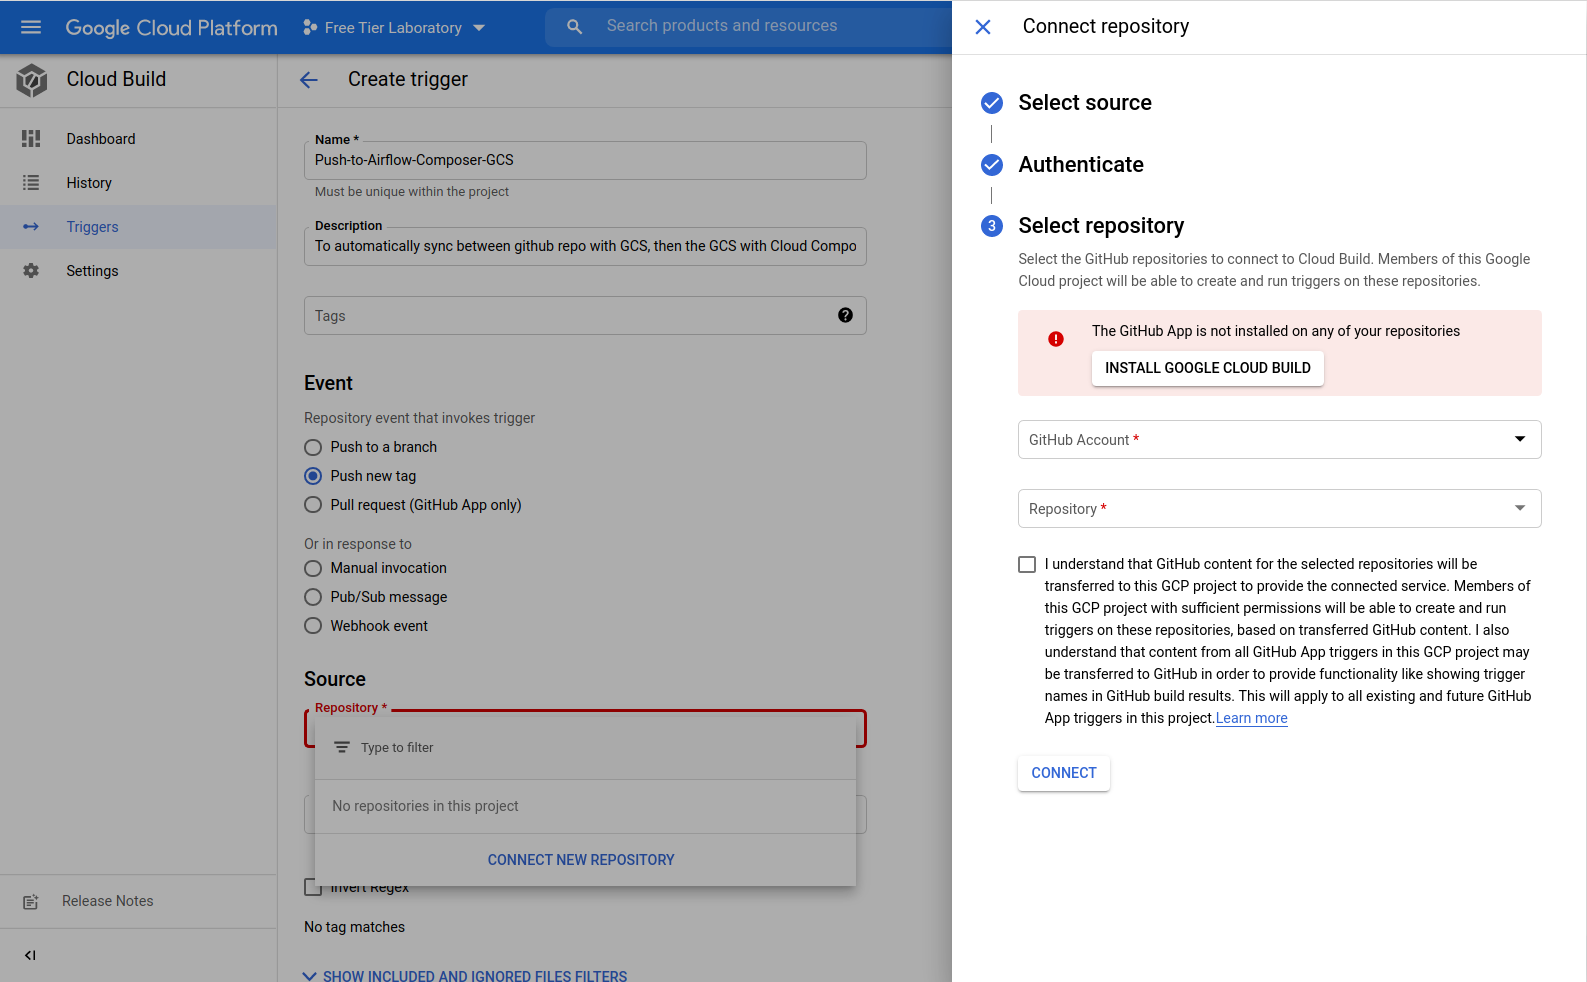 Google Cloud Platform
Free Tier Laboratory
Search products and resources
Cloud Build
Dashboard
History
Triggers
Settings
Release Notes
Create trigger
Name *
Push-to-Airflow-Composer-GCS
Must be unique within the project
Description
To automatically sync between github repo with GCS, then the GCS with Cloud Compo
Tags
Event
Repository event that invokes trigger
Push to a branch
Push new tag
Pull request (GitHub App only)
Or in response to
Manual invocation
Pub/Sub message
Webhook event
Source
Repository *
Type to filter
No repositories in this project
CONNECT NEW REPOSITORY
Invert Regex
No tag matches
SHOW INCLUDED AND IGNORED FILES FILTERS
Connect repository
Select source
Authenticate
3 Select repository
Select the GitHub repositories to connect to Cloud Build. Members of this Google
Cloud project will be able to create and run triggers on these repositories.
The GitHub App is not installed on any of your repositories
INSTALL GOOGLE CLOUD BUILD
GitHub Account *
Repository *
I understand that GitHub content for the selected repositories will be
transferred to this GCP project to provide the connected service. Members of
this GCP project with sufficient permissions will be able to create and run
triggers on these repositories, based on transferred GitHub content. I also
understand that content from all GitHub App triggers in this GCP project may
be transferred to GitHub in order to provide functionality like showing trigger
names in GitHub build results. This will apply to all existing and future GitHub
App triggers in this project.Learn more
CONNECT